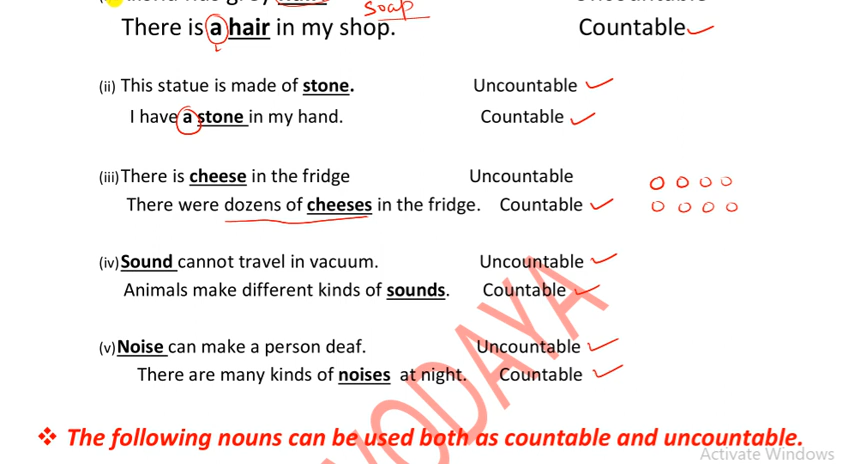 soap
There is a hair in my shop. Countable
(ii) This statue is made of stone. Uncountable
I have a stone in my hand. Countable
(iii) There is cheese in the fridge Uncountable
There were dozens of cheeses in the fridge. Countable
(iv) Sound cannot travel in vacuum. Uncountable
Animals make different kinds of sounds. Countable
(v) Noise can make a person deaf. Uncountable
There are many kinds of noises at night. Countable
❖ The following nouns can be used both as countable and uncountable.
Activate Windows